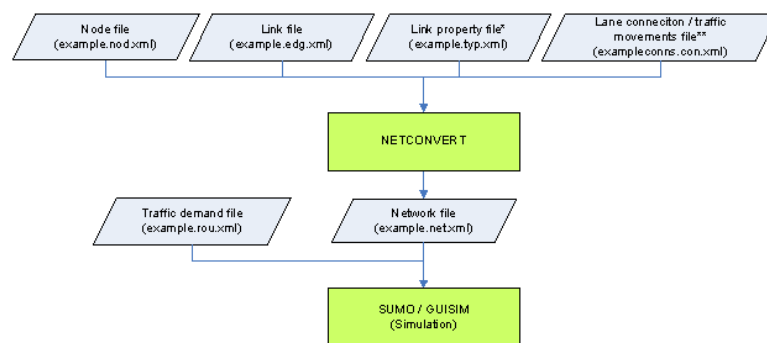 Node file
(example.nod.xml)
Link file
(example.edg.xml)
Link property file*
(example.typ.xml)
Lane conneciton / traffic
movements file**
(exampleconns.con.xml)
NETCONVERT
Traffic demand file
(example.rou.xml)
Network file
(example.net.xml)
SUMO / GUISIM
(Simulation)